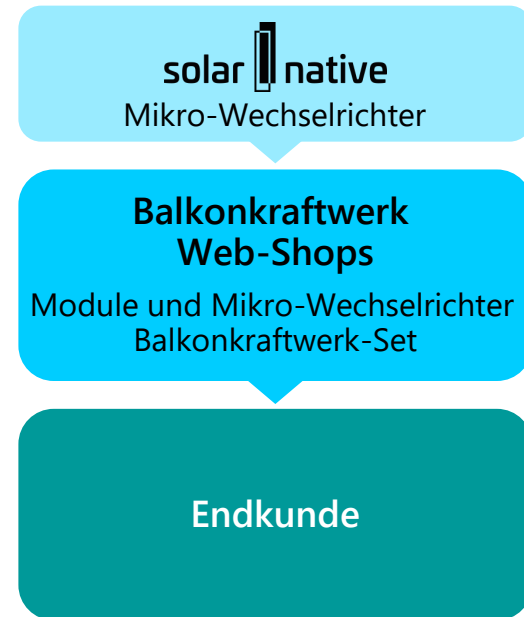 solar native
Mikro-Wechselrichter
Balkonkraftwerk
Web-Shops
Module und Mikro-Wechselrichter
Balkonkraftwerk-Set
Endkunde